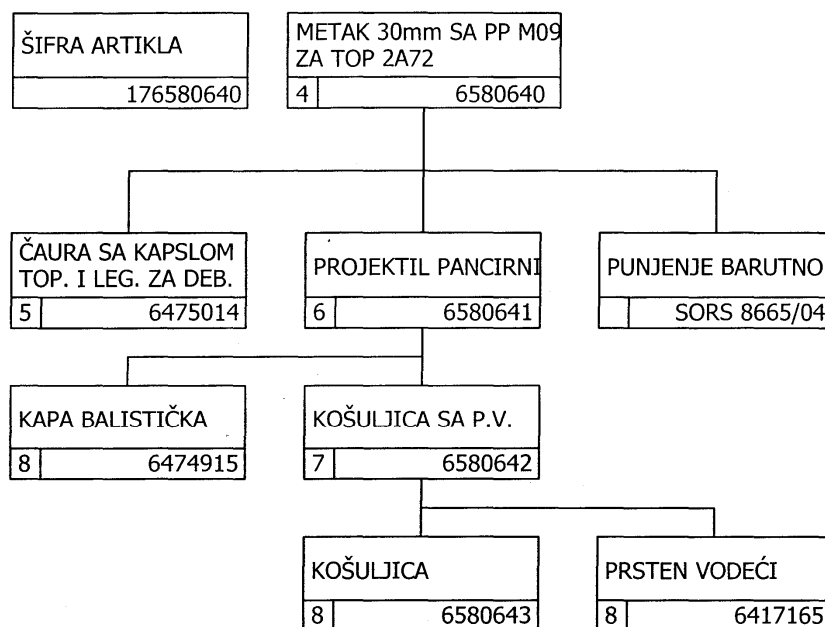 ŠIFRA ARTIKLA
176580640
METAK 30mm SA PP M09
ZA TOP 2A72
4 6580640
ČAURA SA KAPSLOM
TOP. I LEG. ZA DEB.
5 6475014
PROJEKTIL PANCIRNI
6 6580641
PUNJENJE BARUTNO
SORS 8665/04
KAPA BALISTIČKA
8 6474915
KOŠULJICA SA P.V.
7 6580642
KOŠULJICA
8 6580643
PRSTEN VODEĆI
8 6417165